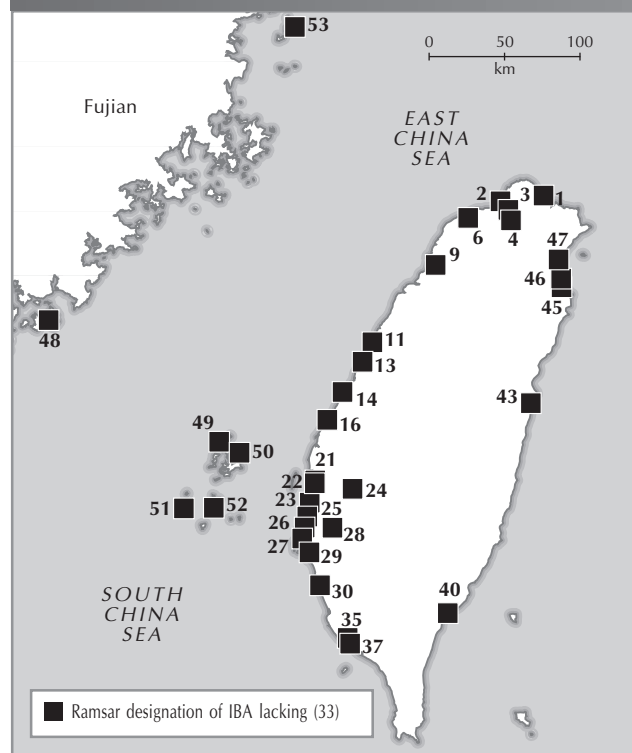 53
0 50 100
km
Fujian
EAST
CHINA
SEA
2 3 1
6 4
47
9
46
45
48
11
13
14
43
16
49
50
21
22
24
23
25
51 52
26
28
27
29
30
40
SOUTH
CHINA
SEA
35
37
Ramsar designation of IBA lacking (33)